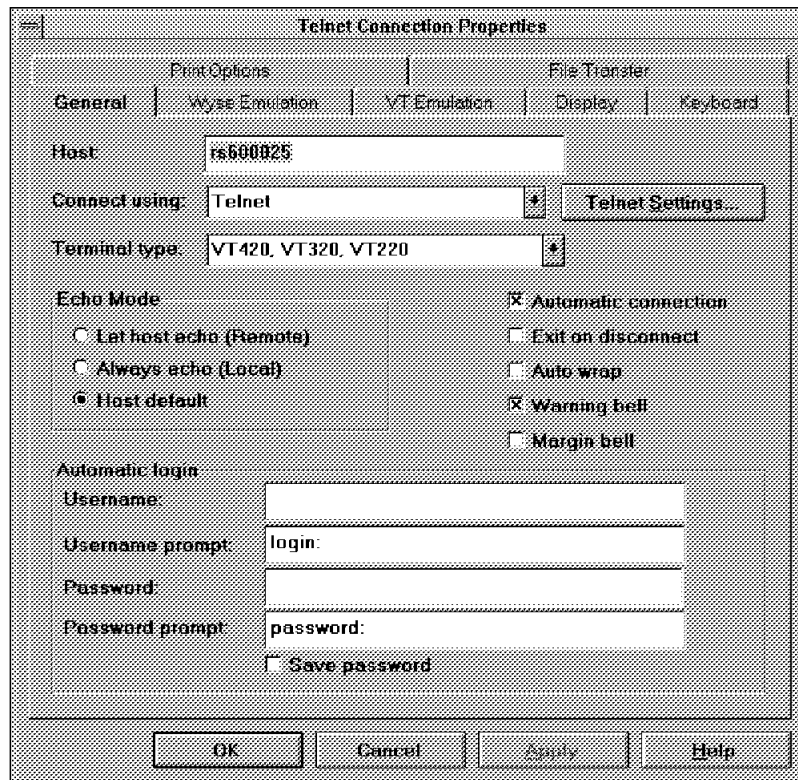 Telnet Connection Properties
Print Options File Transfer
General Wyse Emulation VT Emulation Display Keyboard
Host: rs600025
Connect using: Telnet Telnet Settings...
Terminal type: VT420, VT320, VT220
Echo Mode
Let host echo (Remote)
Always echo (Local)
Host default
Automatic connection
Exit on disconnect
Auto wrap
Warning bell
Margin bell
Automatic login
Username:
Username prompt: login:
Password:
Password prompt: password:
Save password
OK Cancel Apply Help